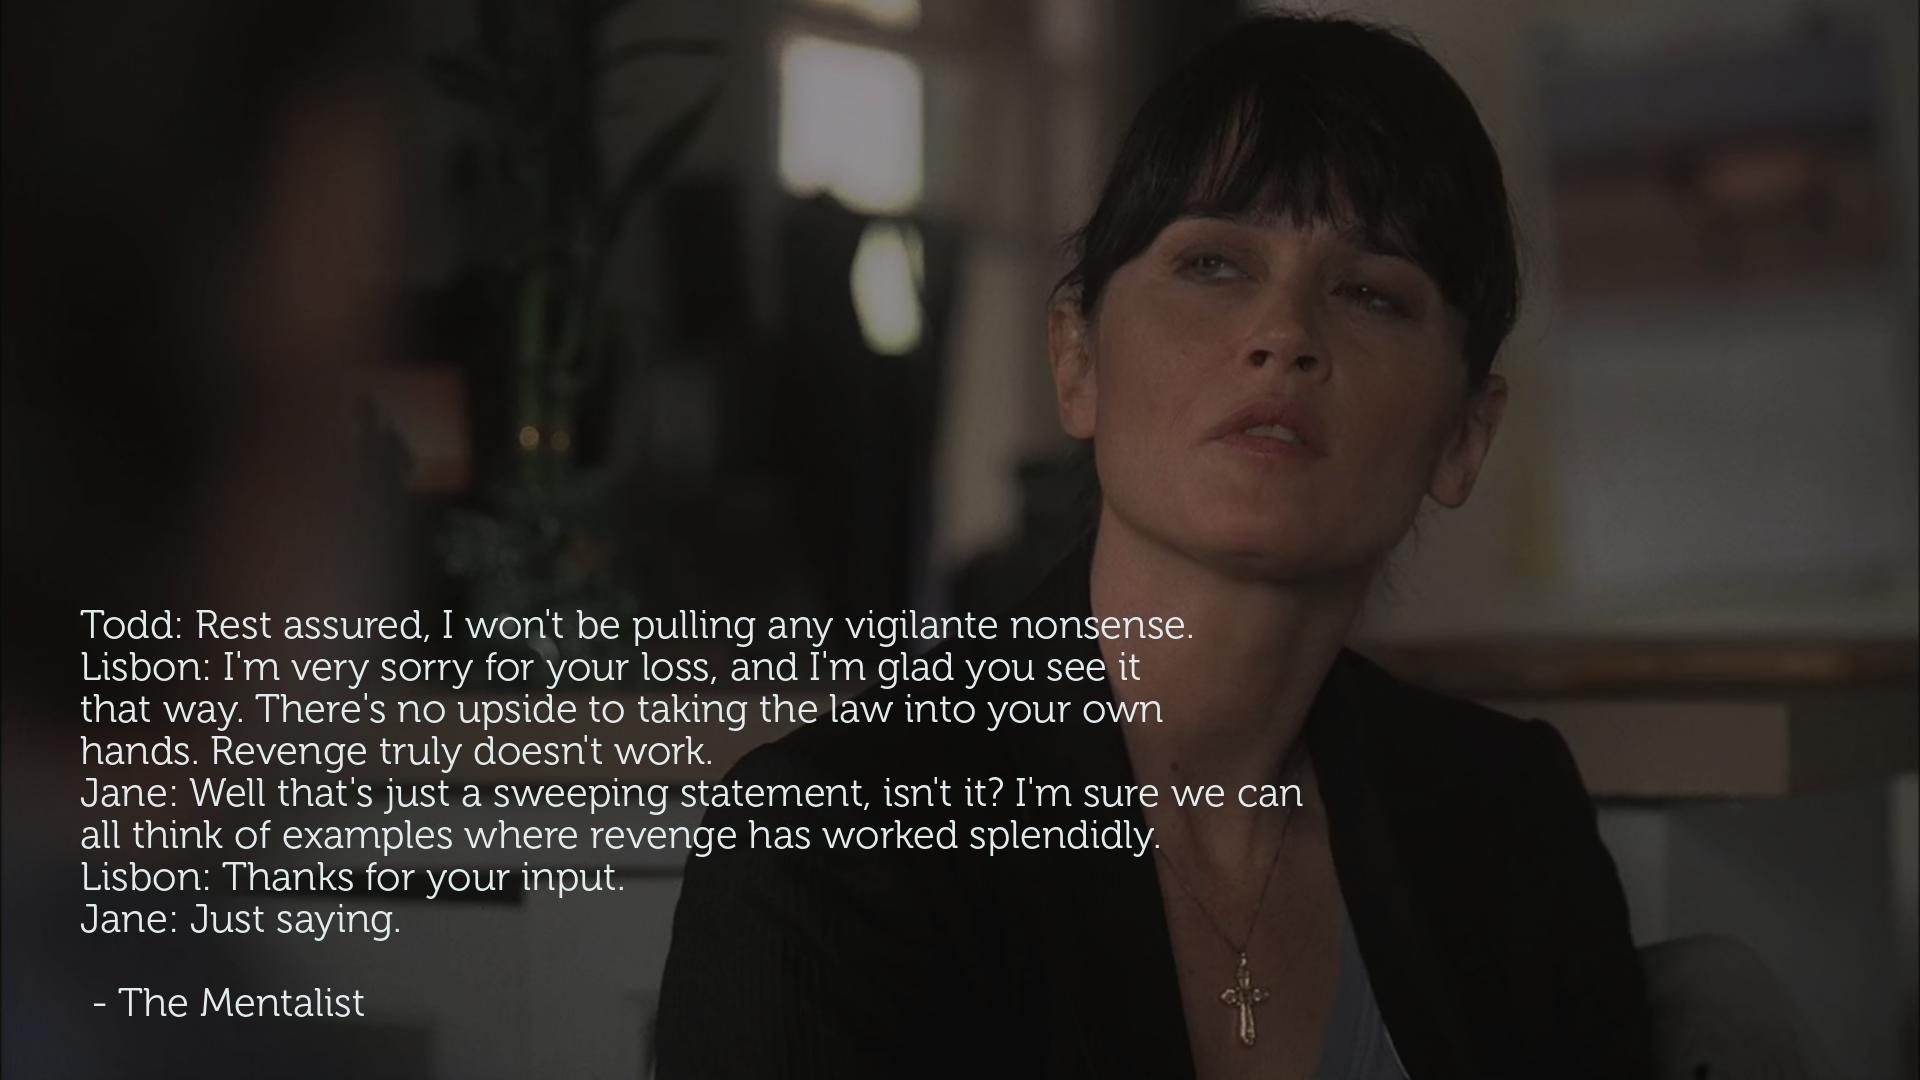 Todd: Rest assured, I won't be pulling any vigilante nonsense.
Lisbon: I'm very sorry for your loss, and I'm glad you see it
that way. There's no upside to taking the law into your own
hands. Revenge truly doesn't work.
Jane: Well that's just a sweeping statement, isn't it? I'm sure we can
all think of examples where revenge has worked splendidly.
Lisbon: Thanks for your input.
Jane: Just saying.
- The Mentalist